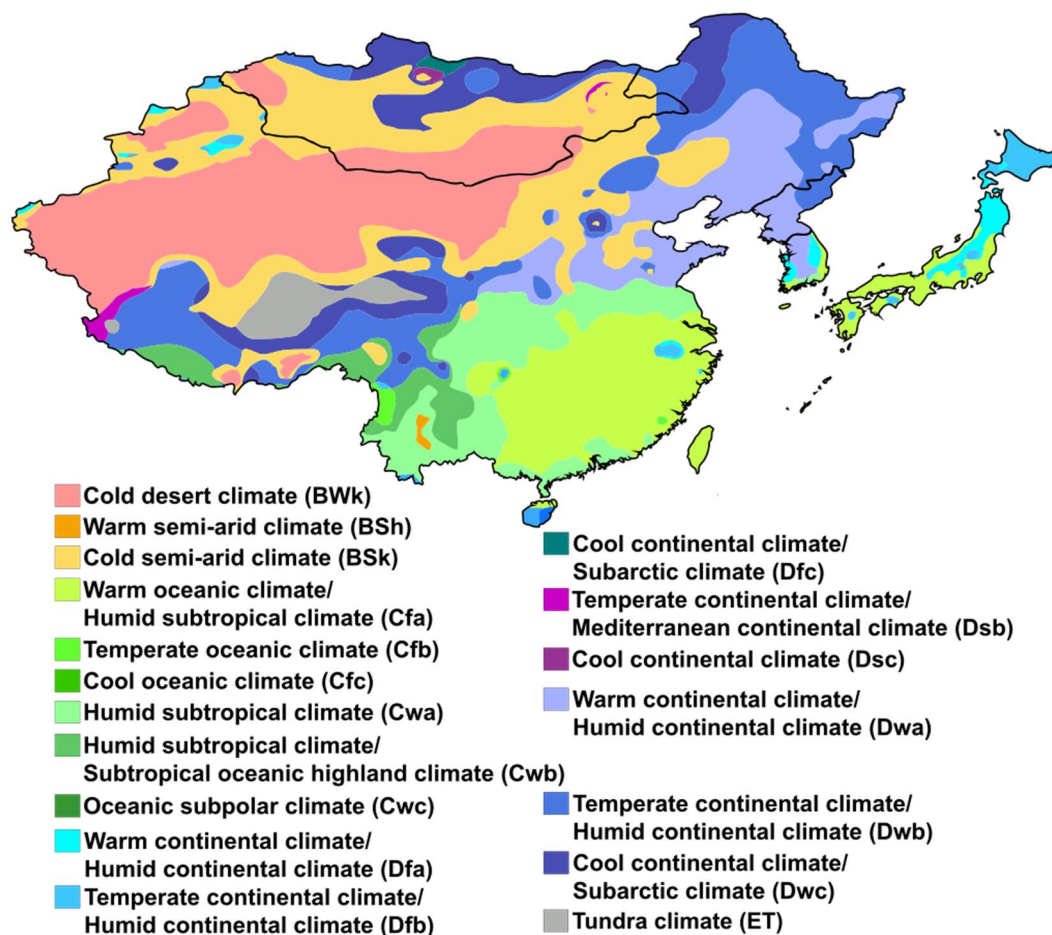 Cold desert climate (BWk)
Warm semi-arid climate (BSh)
Cold semi-arid climate (BSk)
Warm oceanic climate/
Humid subtropical climate (Cfa)
Temperate oceanic climate (Cfb)
Cool oceanic climate (Cfc)
Humid subtropical climate (Cwa)
Humid subtropical climate/
Subtropical oceanic highland climate (Cwb)
Oceanic subpolar climate (Cwc)
Warm continental climate/
Humid continental climate (Dfa)
Temperate continental climate/
Humid continental climate (Dfb)
Cool continental climate/
Subarctic climate (Dfc)
Temperate continental climate/
Mediterranean continental climate (Dsb)
Cool continental climate (Dsc)
Warm continental climate/
Humid continental climate (Dwa)
Temperate continental climate/
Humid continental climate (Dwb)
Cool continental climate/
Subarctic climate (Dwc)
Tundra climate (ET)